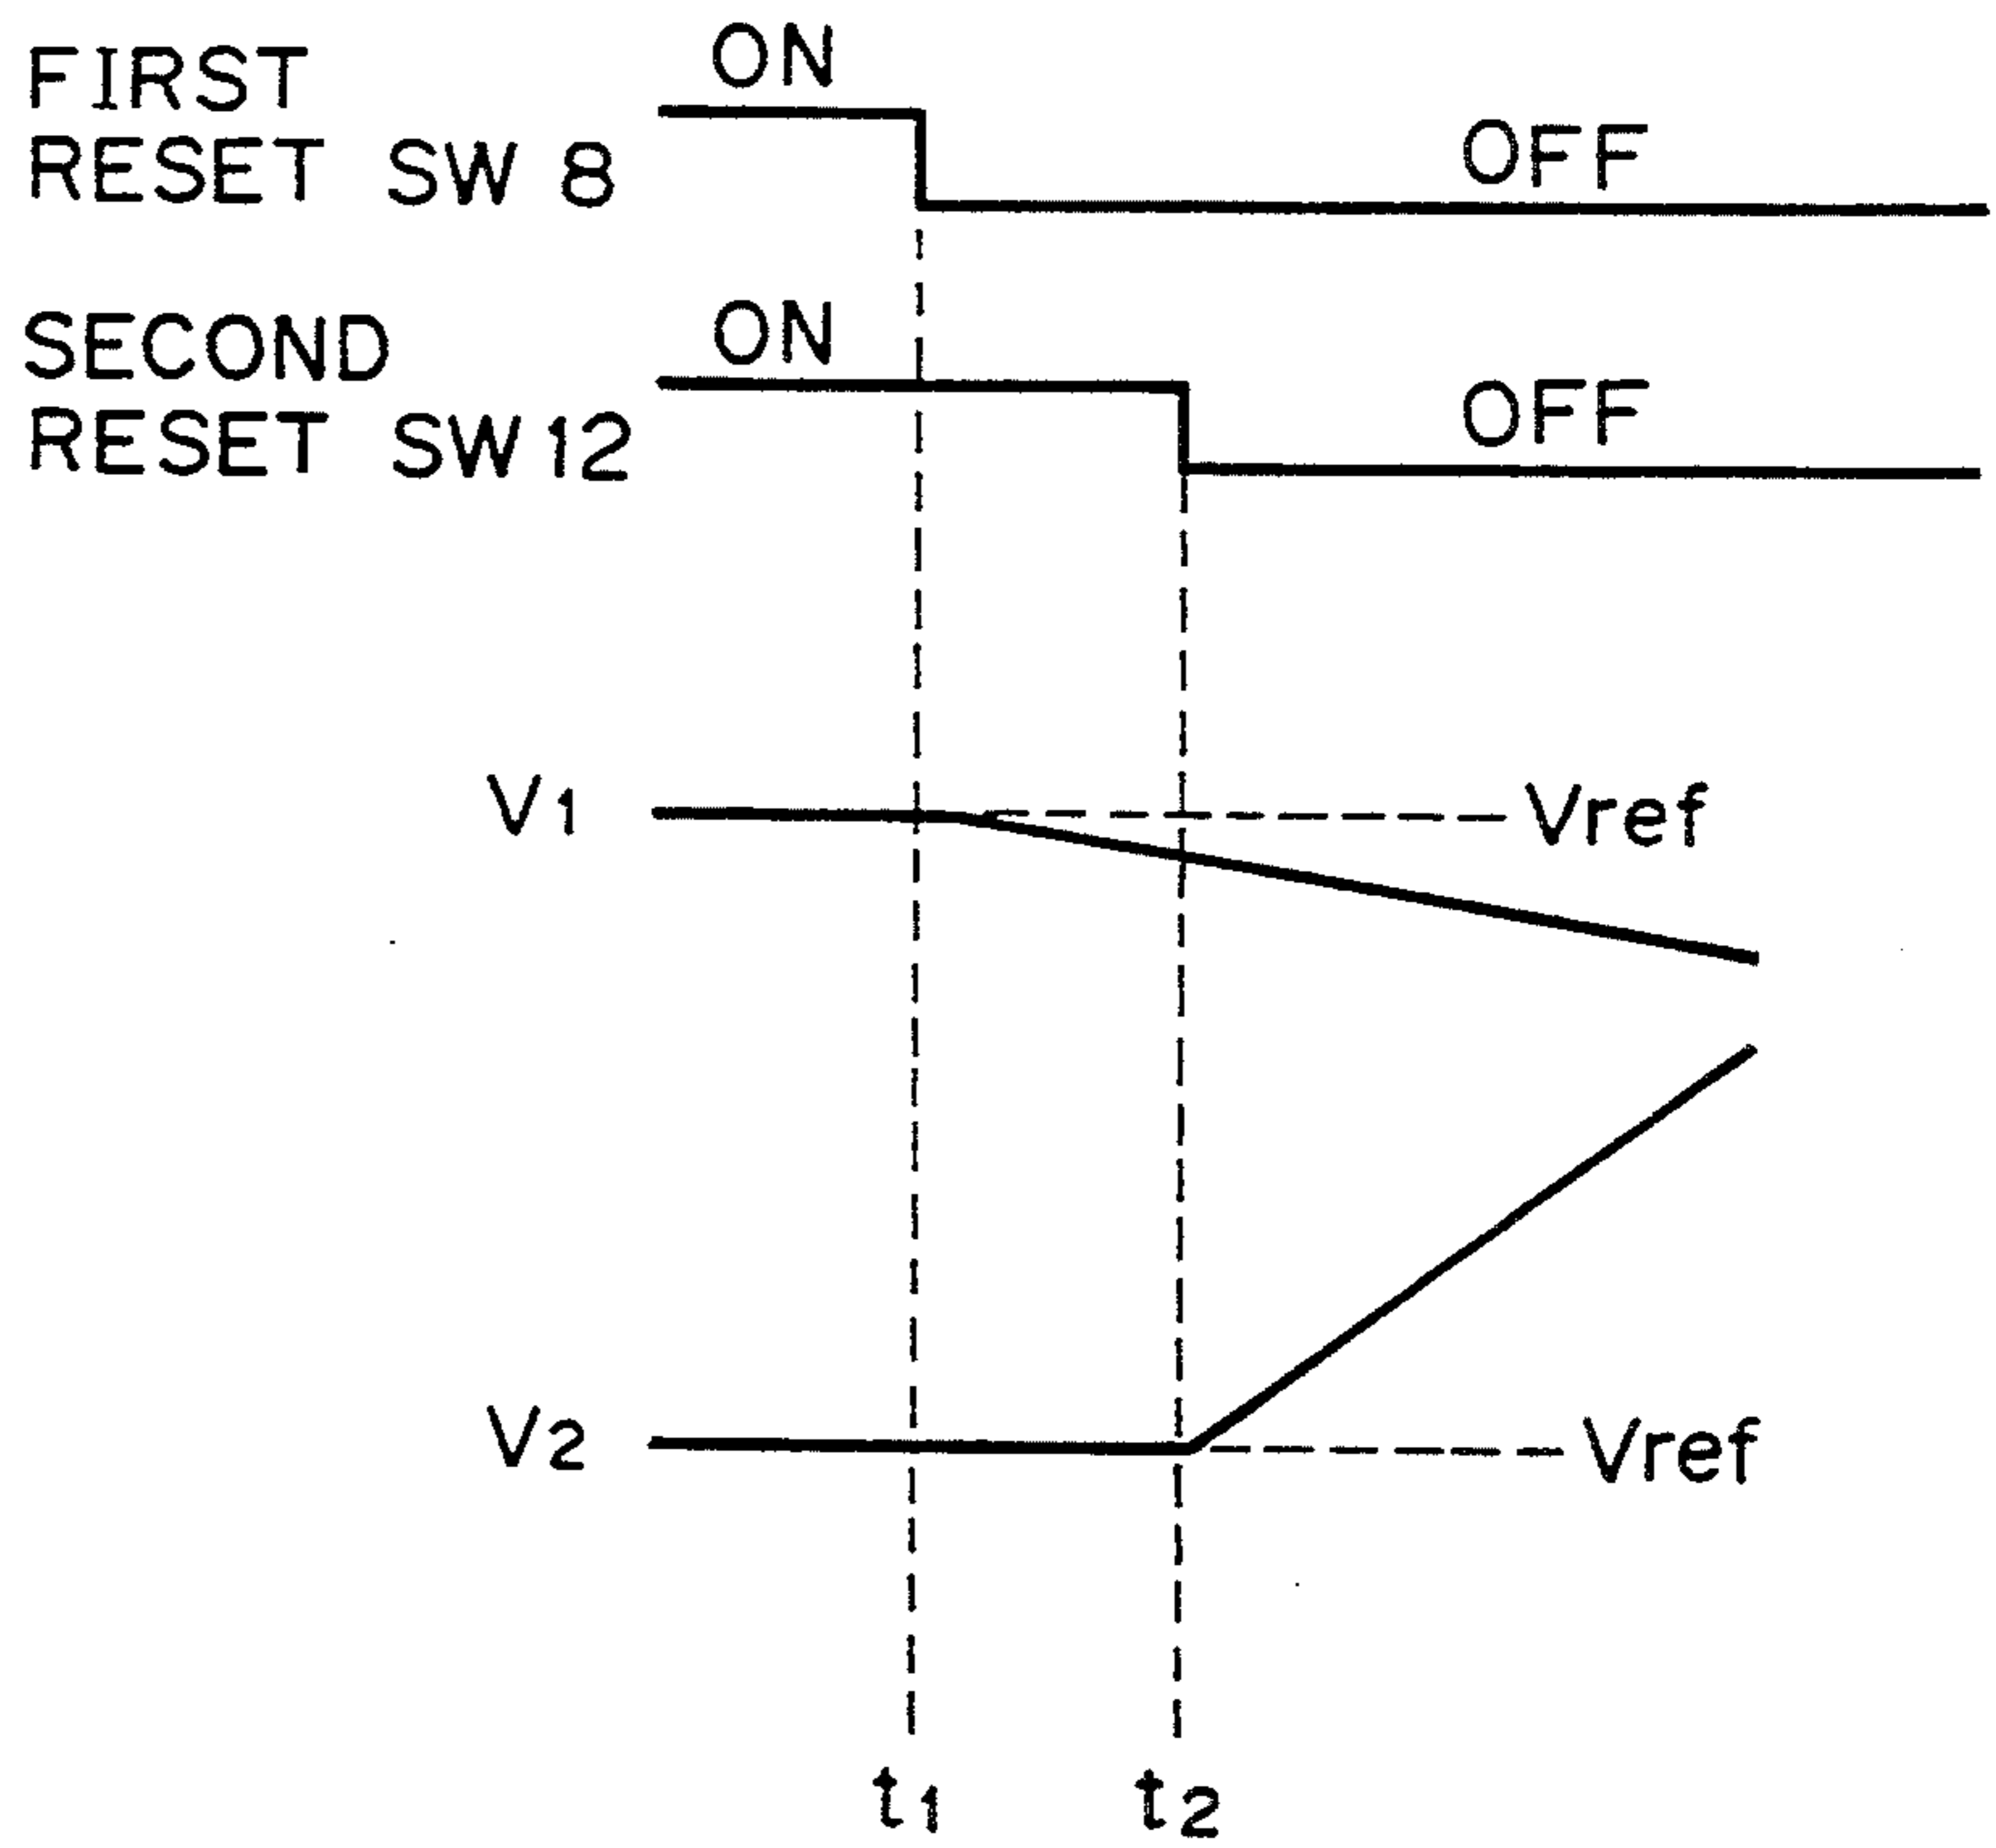 FIRST
RESET SW 8
ON
OFF
SECOND
RESET SW 12
ON
OFF
V1
Vref
V2
Vref
t1
t2